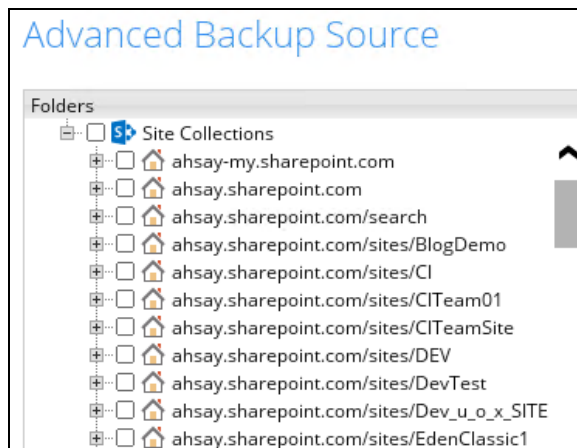 Advanced Backup Source
Folders
Site Collections
ahsay-my.sharepoint.com
ahsay.sharepoint.com
ahsay.sharepoint.com/search
ahsay.sharepoint.com/sites/BlogDemo
ahsay.sharepoint.com/sites/CI
ahsay.sharepoint.com/sites/CITeam01
ahsay.sharepoint.com/sites/CITeamSite
ahsay.sharepoint.com/sites/DEV
ahsay.sharepoint.com/sites/DevTest
ahsay.sharepoint.com/sites/Dev_u_o_x_SITE
ahsay.sharepoint.com/sites/EdenClassic1